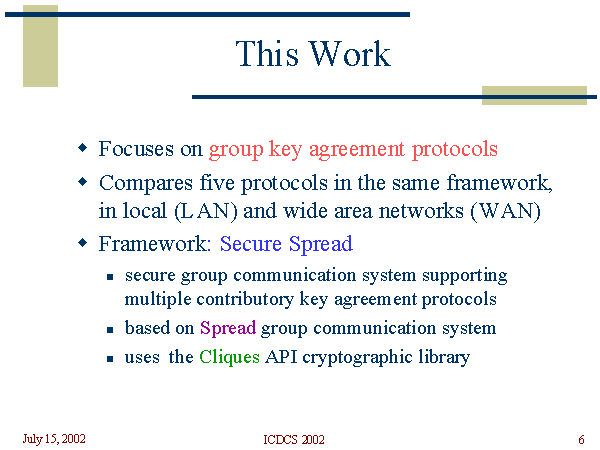 This Work
Focuses on group key agreement protocols
Compares five protocols in the same framework,
in local (LAN) and wide area networks (WAN)
Framework: Secure Spread
secure group communication system supporting
multiple contributory key agreement protocols
based on Spread group communication system
uses the Cliques API cryptographic library
July 15, 2002
ICDCS 2002
6